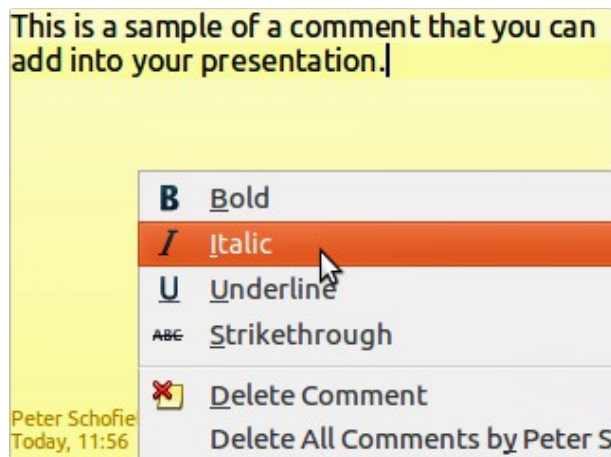 This is a sample of a comment that you can
add into your presentation.
B Bold
I Italic
U Underline
ABC Strikethrough
Delete Comment
Peter Schofie
Today, 11:56
Delete All Comments by Peter S